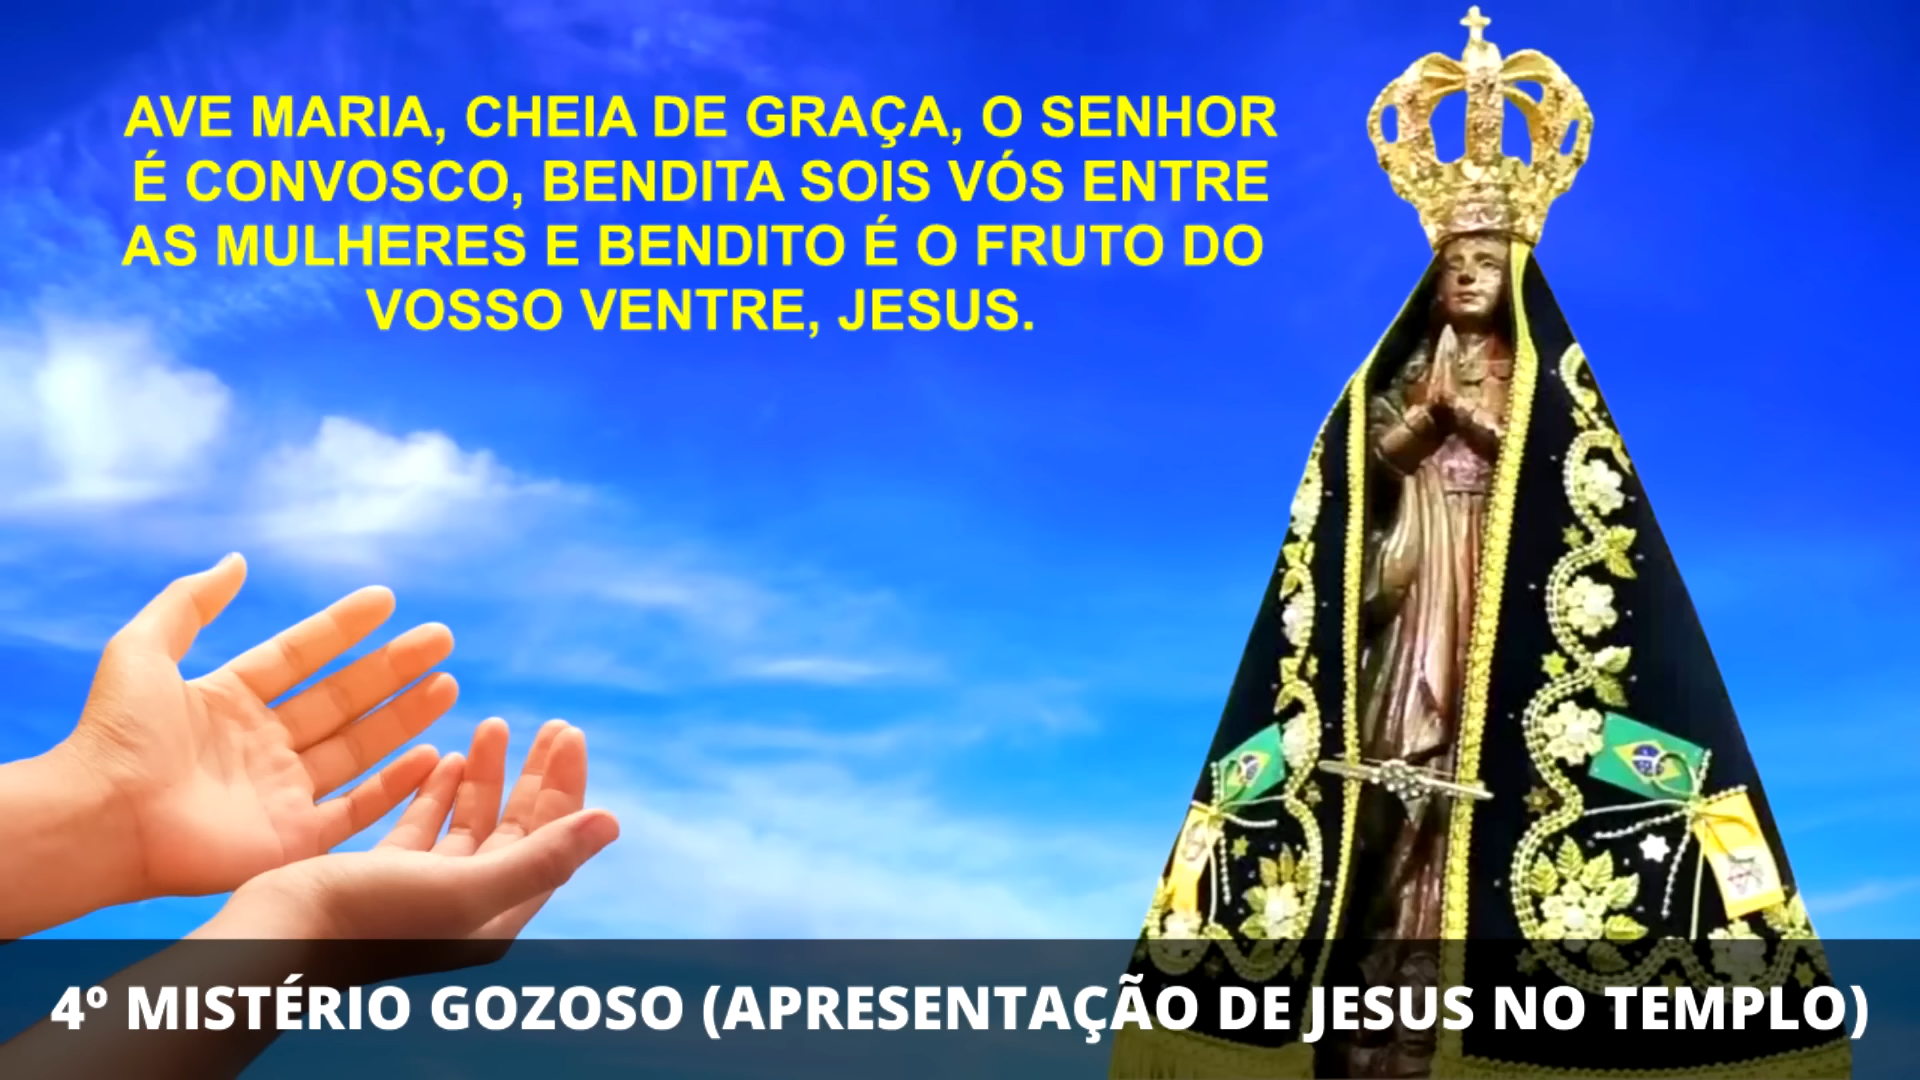 AVE MARIA, CHEIA DE GRAÇA, O SENHOR
É CONVOSCO, BENDITA SOIS VÓS ENTRE
AS MULHERES E BENDITO É O FRUTO DO
VOSSO VENTRE, JESUS.
4º MISTÉRIO GOZOSO (APRESENTAÇÃO DE JESUS NO TEMPLO)